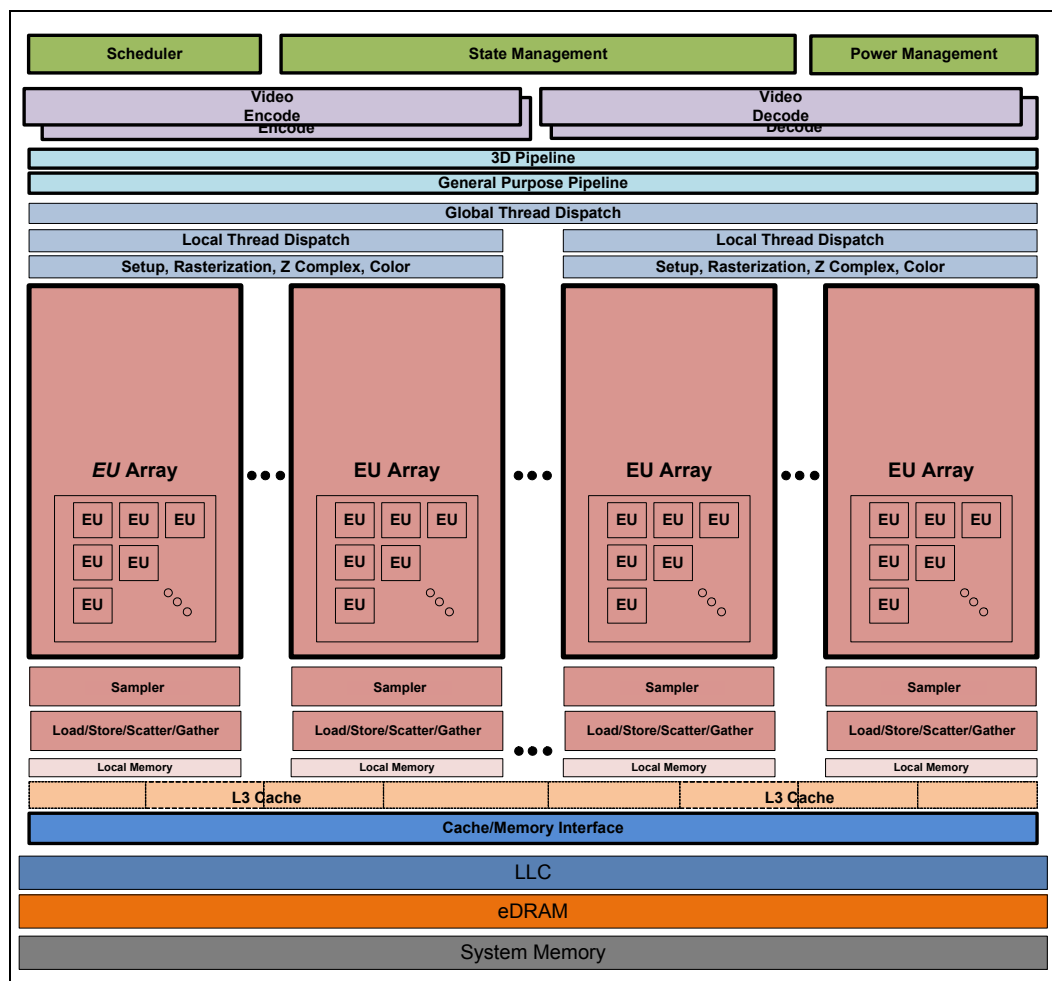 Scheduler
State Management
Power Management
Video
Encode
Encode
Video
Decode
Decode
3D Pipeline
General Purpose Pipeline
Global Thread Dispatch
Local Thread Dispatch
Local Thread Dispatch
Setup, Rasterization, Z Complex, Color
Setup, Rasterization, Z Complex, Color
EU Array
EU Array
EU Array
EU Array
EU EU EU
EU EU
EU
EU EU EU
EU EU
EU
EU EU EU
EU EU
EU
EU EU EU
EU EU
EU
Sampler
Sampler
Sampler
Sampler
Load/Store/Scatter/Gather
Load/Store/Scatter/Gather
Load/Store/Scatter/Gather
Load/Store/Scatter/Gather
Local Memory
Local Memory
Local Memory
Local Memory
L3 Cache
L3 Cache
Cache/Memory Interface
LLC
eDRAM
System Memory